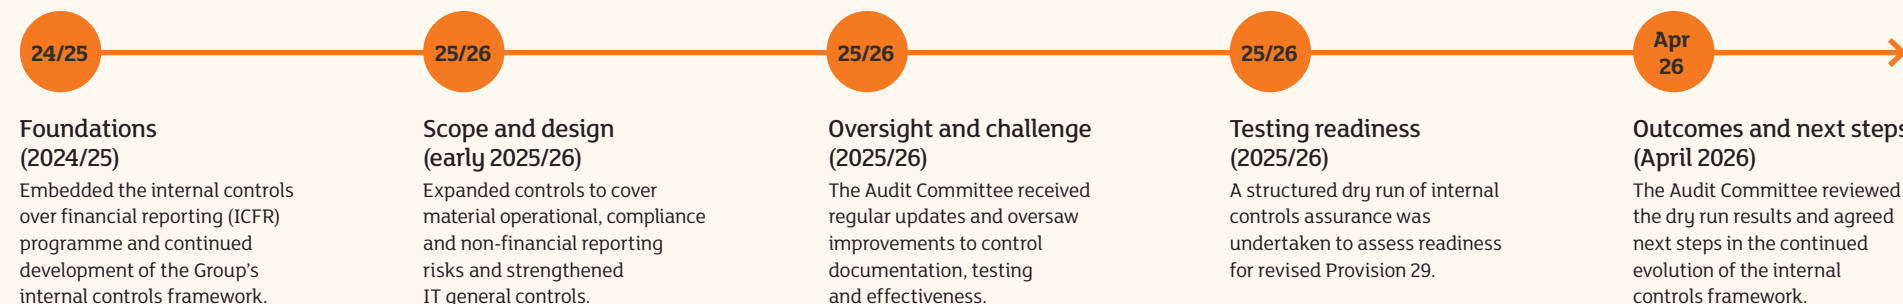 24/25
25/26
25/26
25/26
Apr
26
Foundations
(2024/25)
Embedded the internal controls
over financial reporting (ICFR)
programme and continued
development of the Group's
internal controls framework.
Scope and design
(early 2025/26)
Expanded controls to cover
material operational, compliance
and non-financial reporting
risks and strengthened
IT general controls.
Oversight and challenge
(2025/26)
The Audit Committee received
regular updates and oversaw
improvements to control
documentation, testing
and effectiveness.
Testing readiness
(2025/26)
A structured dry run of internal
controls assurance was
undertaken to assess readiness
for revised Provision 29.
Outcomes and next steps
(April 2026)
The Audit Committee reviewed
the dry run results and agreed
next steps in the continued
evolution of the internal
controls framework.